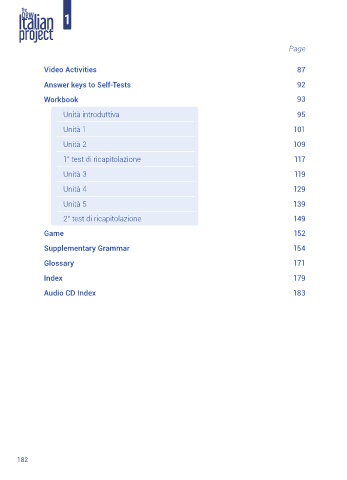 The
new
Italian
project
1
Page
Video Activities 87
Answer keys to Self-Tests 92
Workbook 93
Unità introduttiva 95
Unità 1 101
Unità 2 109
1° test di ricapitolazione 117
Unità 3 119
Unità 4 129
Unità 5 139
2° test di ricapitolazione 149
Game 152
Supplementary Grammar 154
Glossary 171
Index 179
Audio CD Index 183
182